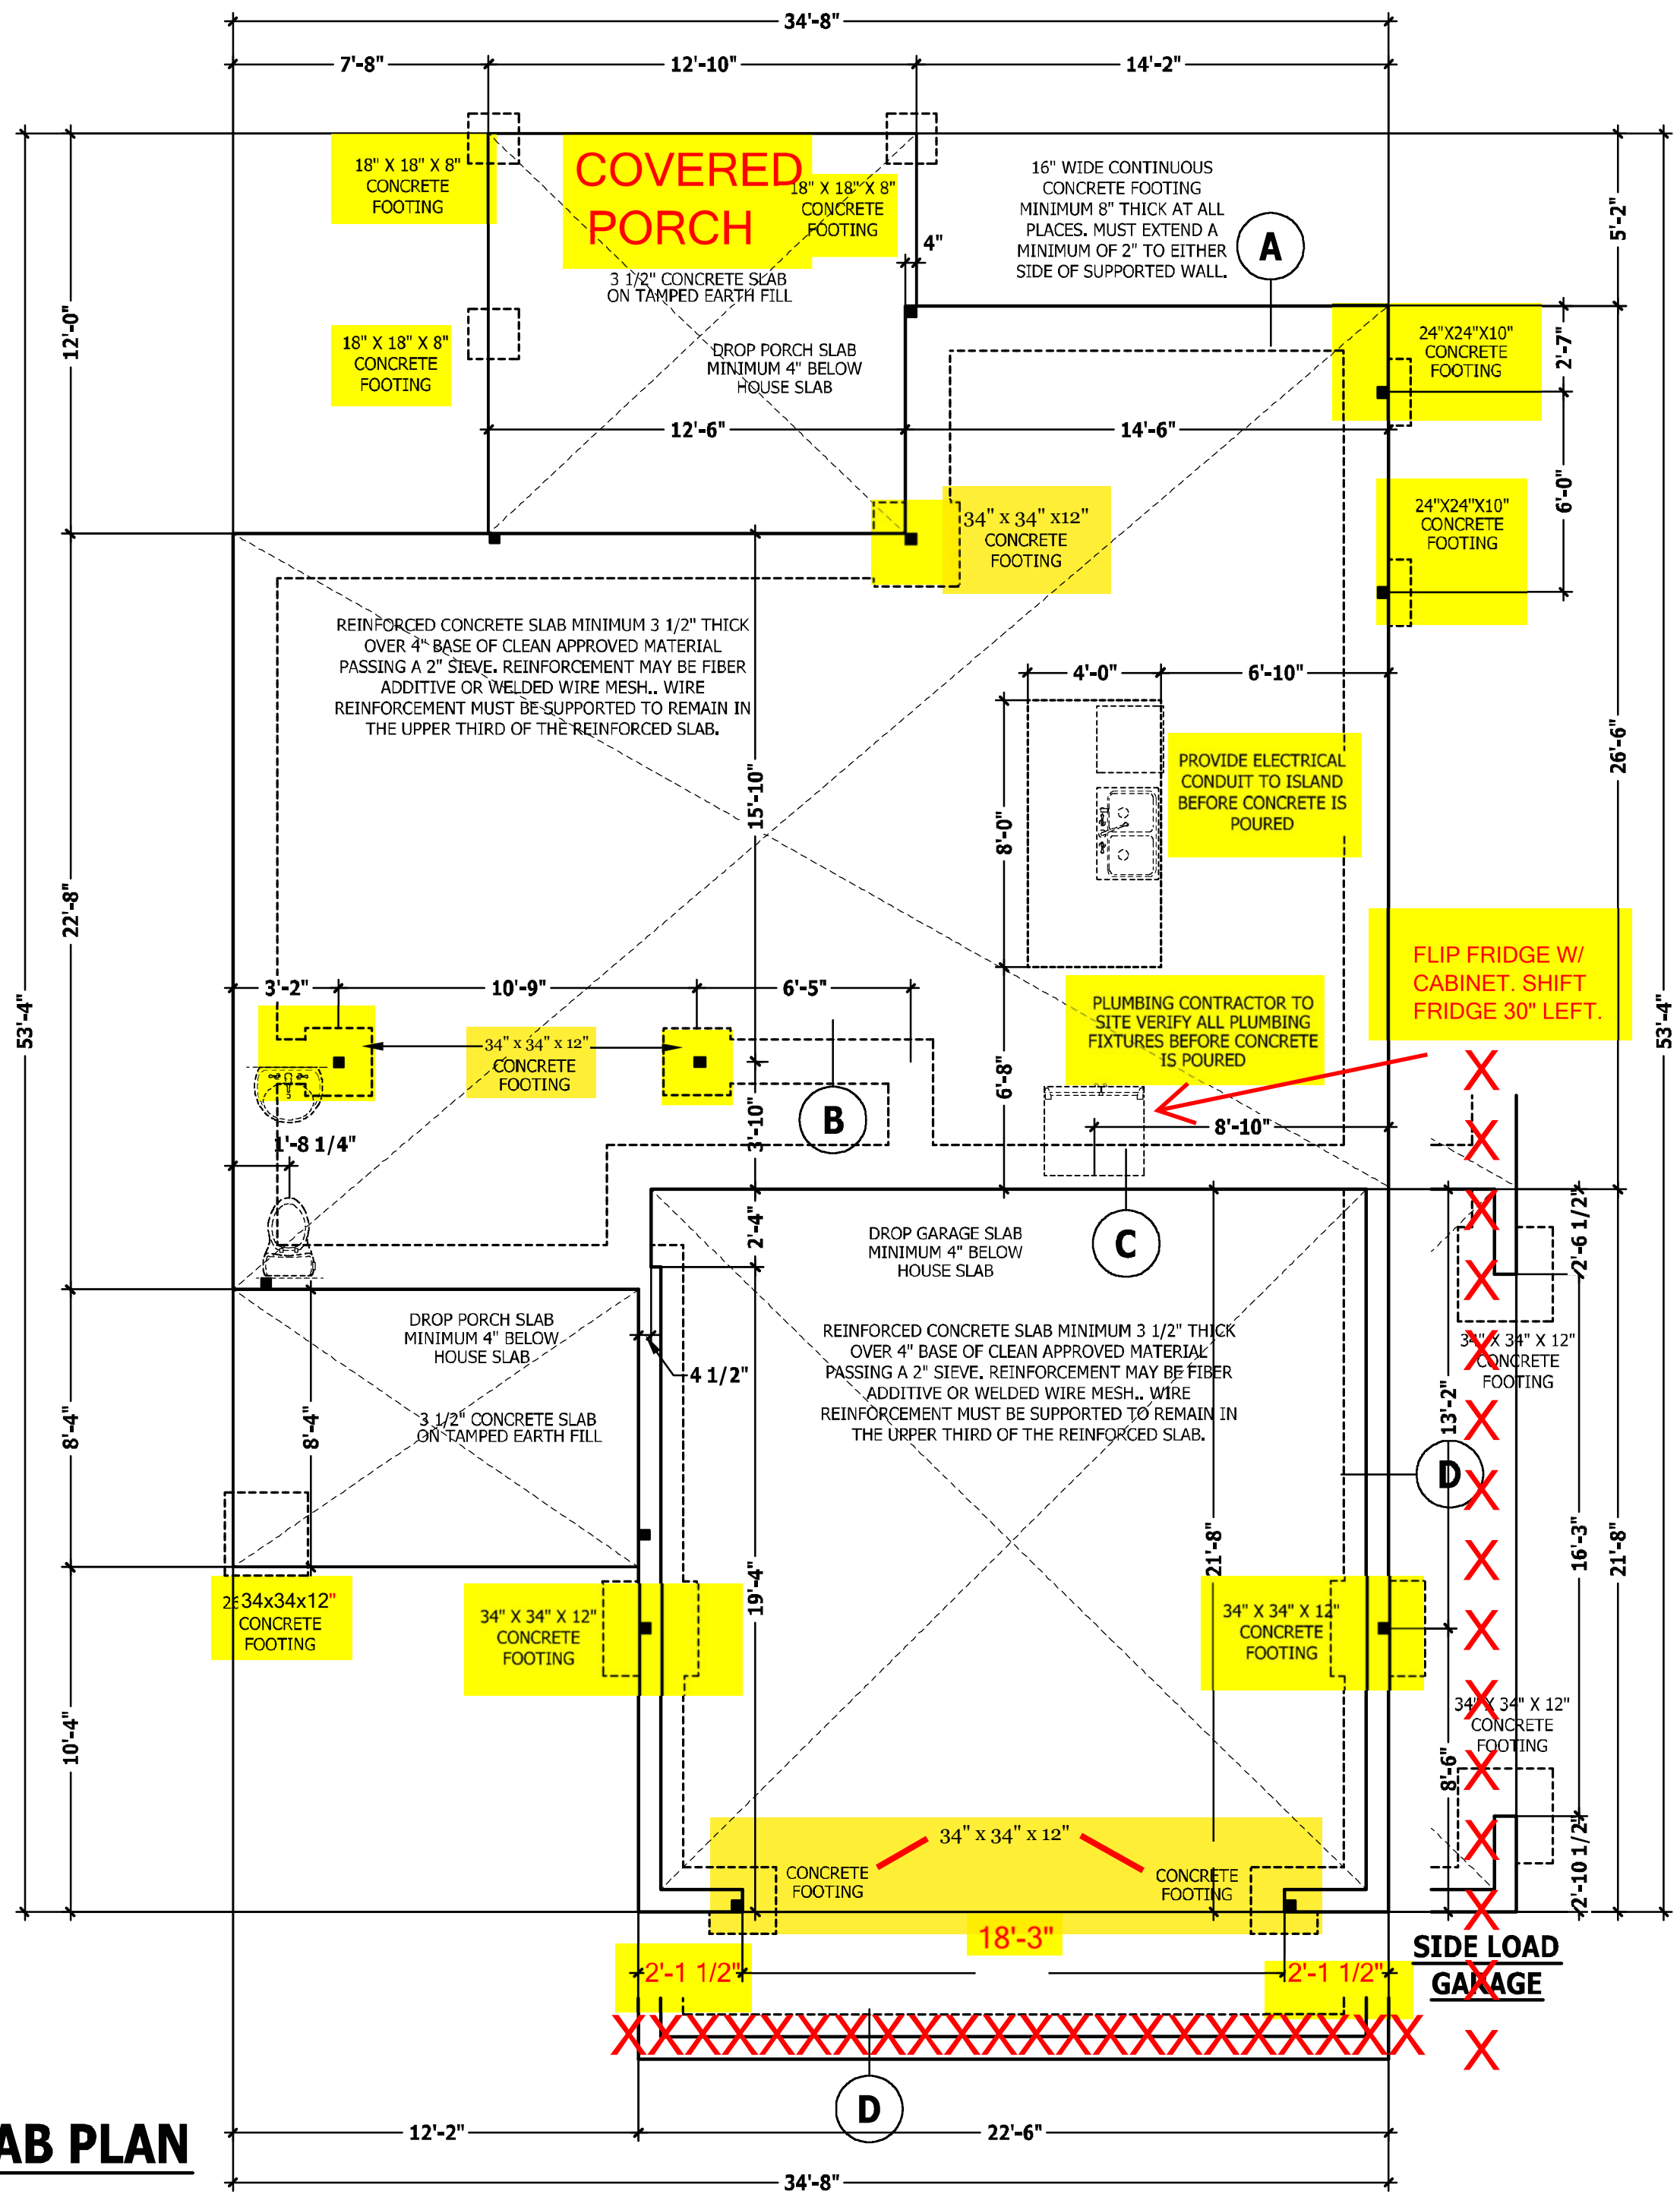 34'-8"
7'-8"
12'-10"
14'-2"
18" X 18" X 8"
CONCRETE
FOOTING
COVERED
PORCH
18" X 18" X 8"
CONCRETE
FOOTING
16" WIDE CONTINUOUS
CONCRETE FOOTING
MINIMUM 8" THICK AT ALL
PLACES. MUST EXTEND A
MINIMUM OF 2" TO EITHER
SIDE OF SUPPORTED WALL.
A
5'-2"
4"
3 1/2" CONCRETE SLAB
ON TAMPED EARTH FILL
12'-0"
18" X 18" X 8"
CONCRETE
FOOTING
DROP PORCH SLAB
MINIMUM 4" BELOW
HOUSE SLAB
24"X24"X10"
CONCRETE
FOOTING
2'-7"
12'-6"
14'-6"
6'-0"
34" x 34" x12"
CONCRETE
FOOTING
24"X24"X10"
CONCRETE
FOOTING
REINFORCED CONCRETE SLAB MINIMUM 3 1/2" THICK
OVER 4" BASE OF CLEAN APPROVED MATERIAL
PASSING A 2" SIEVE. REINFORCEMENT MAY BE FIBER
ADDITIVE OR WELDED WIRE MESH.. WIRE
REINFORCEMENT MUST BE SUPPORTED TO REMAIN IN
THE UPPER THIRD OF THE REINFORCED SLAB.
4'-0"
6'-10"
26'-6"
15'-10"
8'-0"
PROVIDE ELECTRICAL
CONDUIT TO ISLAND
BEFORE CONCRETE IS
POURED
22'-8"
53'-4"
FLIP FRIDGE W/
CABINET. SHIFT
FRIDGE 30" LEFT.
53'-4"
3'-2"
10'-9"
6'-5"
PLUMBING CONTRACTOR TO
SITE VERIFY ALL PLUMBING
FIXTURES BEFORE CONCRETE
IS POURED
34" x 34" x 12"
CONCRETE
FOOTING
6'-8"
B
3'-10"
8'-10"
1'-8 1/4"
2'-4"
DROP GARAGE SLAB
MINIMUM 4" BELOW
HOUSE SLAB
C
2'-6 1/2"
DROP PORCH SLAB
MINIMUM 4" BELOW
HOUSE SLAB
4 1/2"
REINFORCED CONCRETE SLAB MINIMUM 3 1/2" THICK
OVER 4" BASE OF CLEAN APPROVED MATERIAL
PASSING A 2" SIEVE. REINFORCEMENT MAY BE FIBER
ADDITIVE OR WELDED WIRE MESH.. WIRE
REINFORCEMENT MUST BE SUPPORTED TO REMAIN IN
THE UPPER THIRD OF THE REINFORCED SLAB.
34" X 34" X 12"
CONCRETE
FOOTING
13'-2"
8'-4"
8'-4"
3 1/2" CONCRETE SLAB
ON TAMPED EARTH FILL
D
21'-8"
16'-3"
21'-8"
19'-4"
34x34x12"
CONCRETE
FOOTING
34" X 34" X 12"
CONCRETE
FOOTING
34" X 34" X 12"
CONCRETE
FOOTING
10'-4"
34" X 34" X 12"
CONCRETE
FOOTING
8'-6"
34" x 34" x 12"
CONCRETE
FOOTING
CONCRETE
FOOTING
2'-10 1/2"
18'-3"
2'-1 1/2"
2'-1 1/2"
SIDE LOAD
GARAGE
X X X X X X X X X X X X X X X
XXXXXXXXXXXXXXXXXXXXXX
D
AB PLAN
12'-2"
22'-6"
34'-8"